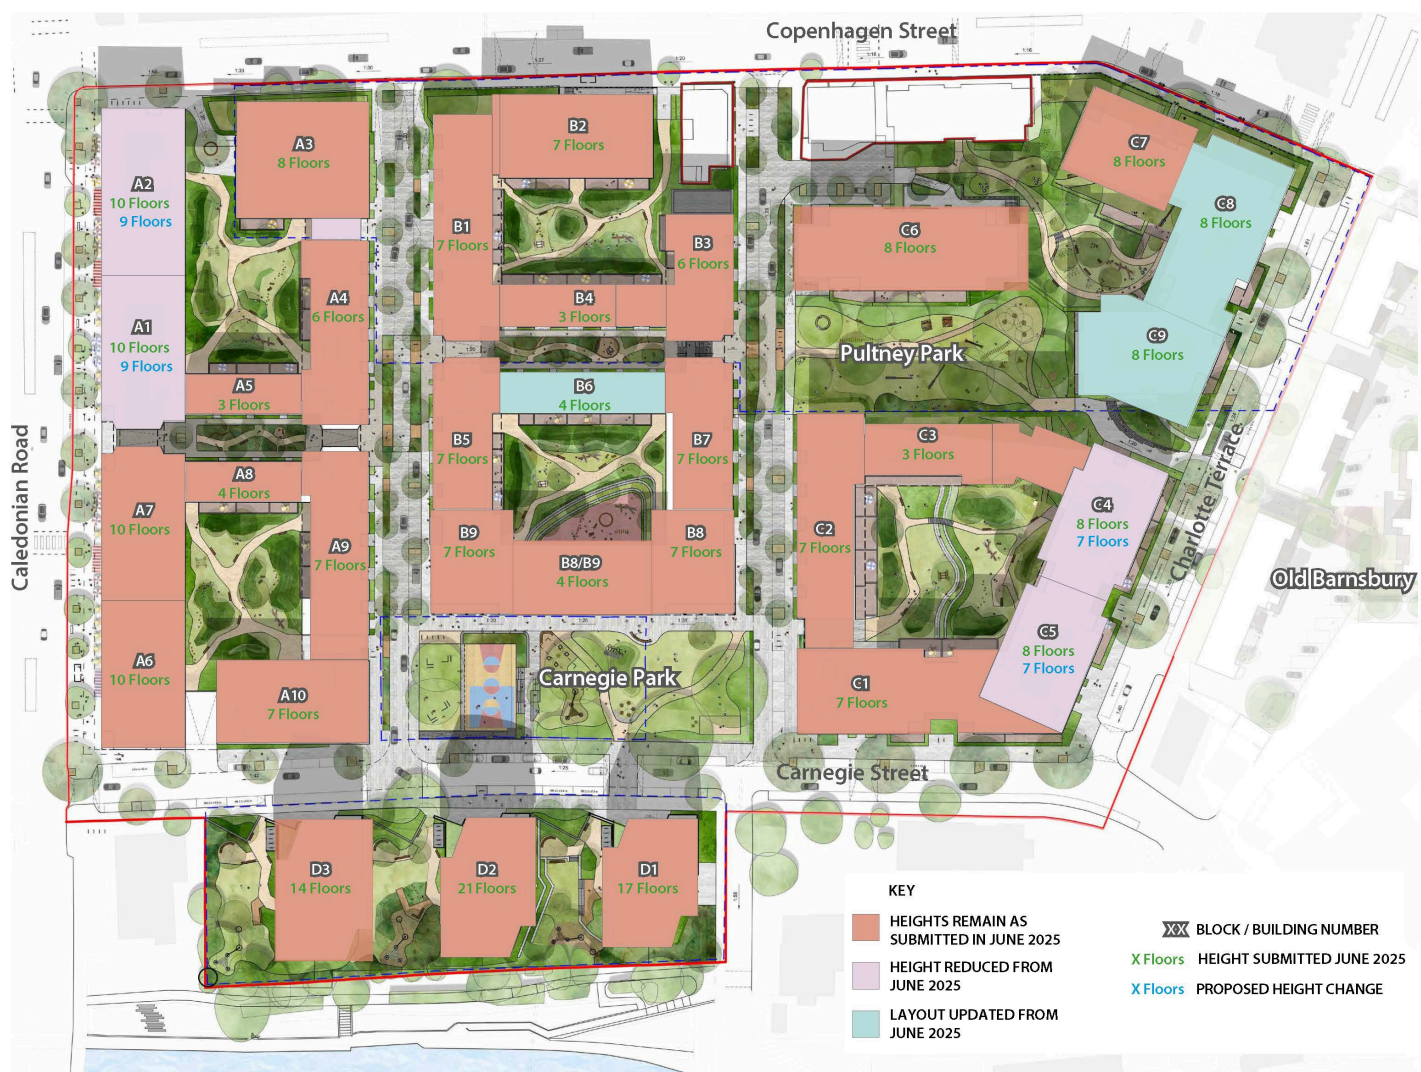 Copenhagen Street
A2
10 Floors
9 Floors
A3
8 Floors
B2
7 Floors
C7
8 Floors
C8
8 Floors
B1
7 Floors
B3
6 Floors
C6
8 Floors
A1
10 Floors
9 Floors
A4
6 Floors
B4
3 Floors
Pultney Park
C9
8 Floors
A5
3 Floors
B6
4 Floors
Caledonian Road
A8
4 Floors
B5
7 Floors
B7
7 Floors
C3
3 Floors
Charlotte Terrace
A7
10 Floors
A9
7 Floors
B9
7 Floors
B8/B9
4 Floors
B8
7 Floors
C2
7 Floors
C4
8 Floors
7 Floors
Old Barnsbury
A6
10 Floors
A10
7 Floors
Carnegie Park
C1
7 Floors
C5
8 Floors
7 Floors
Carnegie Street
D3
14 Floors
D2
21 Floors
D1
17 Floors
KEY
HEIGHTS REMAIN AS
SUBMITTED IN JUNE 2025
HEIGHT REDUCED FROM
JUNE 2025
LAYOUT UPDATED FROM
JUNE 2025
XX BLOCK / BUILDING NUMBER
X Floors HEIGHT SUBMITTED JUNE 2025
X Floors PROPOSED HEIGHT CHANGE